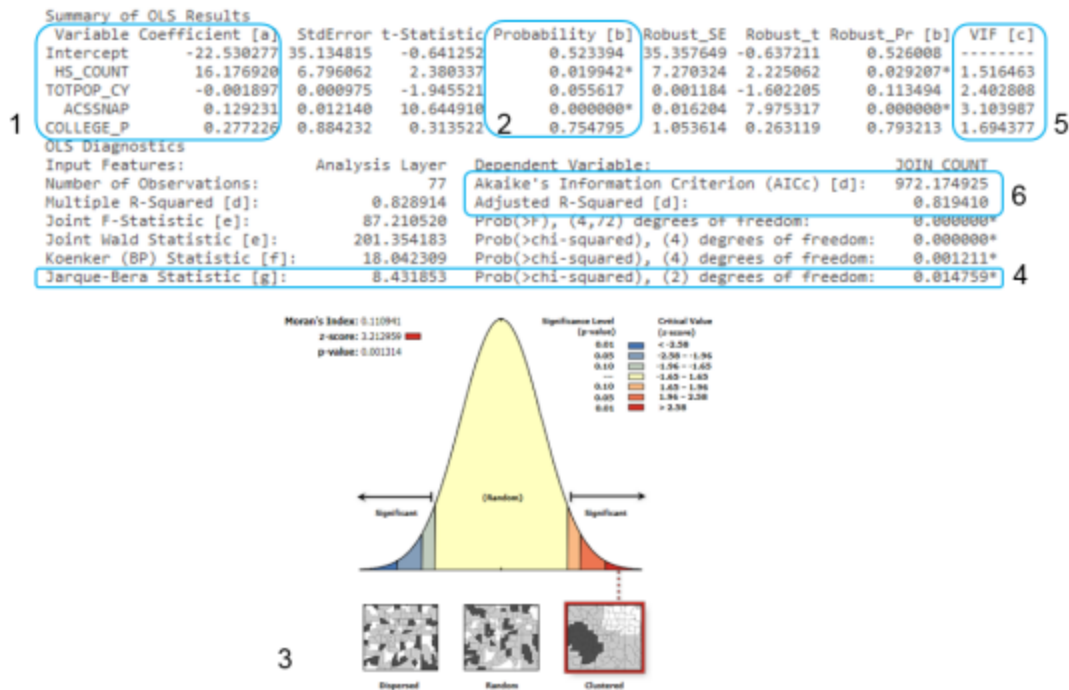 Summary of OLS Results
Variable Coefficient [a] StdError t-Statistic Probability [b] Robust_SE Robust_t Robust_Pr [b] VIF [c]
Intercept -22.530277 35.134815 -0.641252 0.523394 35.357649 -0.637211 0.526008 --------
HS_COUNT 16.176920 6.796062 2.380337 0.019942* 7.270324 2.225062 0.029207* 1.516463
TOTPOP_CY -0.001897 0.000975 -1.945521 0.055617 0.001184 -1.602205 0.113494 2.402808
ACSSNAP 0.129231 0.012140 10.644910 0.000000* 0.016204 7.975317 0.000000* 3.103987
COLLEGE_P 0.277226 0.884232 0.313522 0.754795 1.053614 0.263119 0.793213 1.694377
1
2
5
OLS Diagnostics
Input Features: Analysis Layer Dependent Variable: JOIN_COUNT
Number of Observations: 77 Akaike's Information Criterion (AICc) [d]: 972.174925
Multiple R-Squared [d]: 0.828914 Adjusted R-Squared [d]: 0.819410
6
Joint F-Statistic [e]: 87.210520 Prob(>F), (4,72) degrees of freedom: 0.000000*
Joint Wald Statistic [e]: 201.354183 Prob(>chi-squared), (4) degrees of freedom: 0.000000*
Koenker (BP) Statistic [f]: 18.042309 Prob(>chi-squared), (4) degrees of freedom: 0.001211*
Jarque-Bera Statistic [g]: 8.431853 Prob(>chi-squared), (2) degrees of freedom: 0.014759*
4
Moran's Index: 0.110941
z-score: 3.212959
p-value: 0.001314
Significance Level (p-value) Critical Value (z-score)
0.01 < -2.58
0.05 -2.58 - -1.96
0.10 -1.96 - -1.65
--- -1.65 - 1.65
0.10 1.65 - 1.96
0.05 1.96 - 2.58
0.01 > 2.58
(Random)
Significant Significant
3
Dispersed Random Clustered